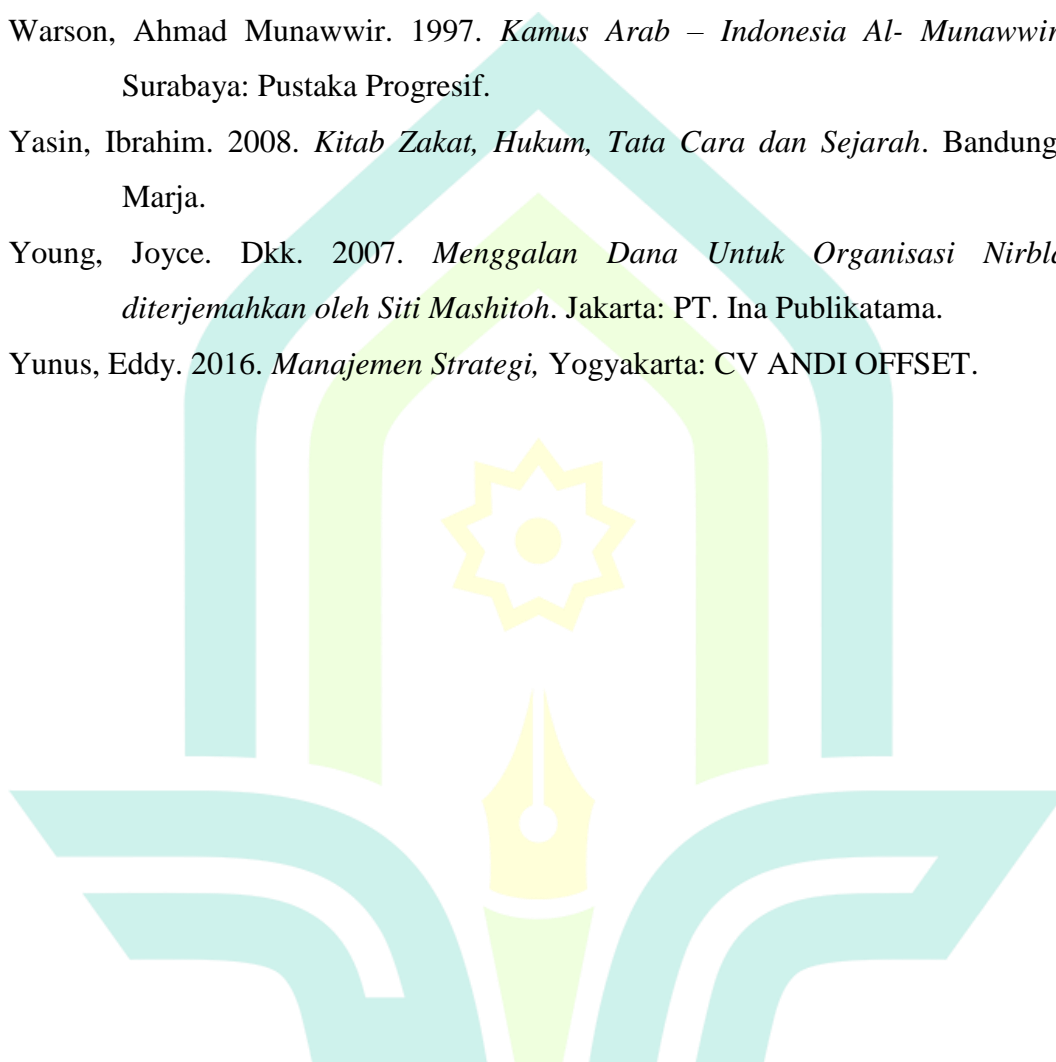 Warson, Ahmad Munawwir. 1997. Kamus Arab – Indonesia Al- Munawwir
Surabaya: Pustaka Progresif.
Yasin, Ibrahim. 2008. Kitab Zakat, Hukum, Tata Cara dan Sejarah. Bandung
Marja.
Young, Joyce. Dkk. 2007. Menggalan Dana Untuk Organisasi Nirbla
diterjemahkan oleh Siti Mashitoh. Jakarta: PT. Ina Publikatama.
Yunus, Eddy. 2016. Manajemen Strategi, Yogyakarta: CV ANDI OFFSET.